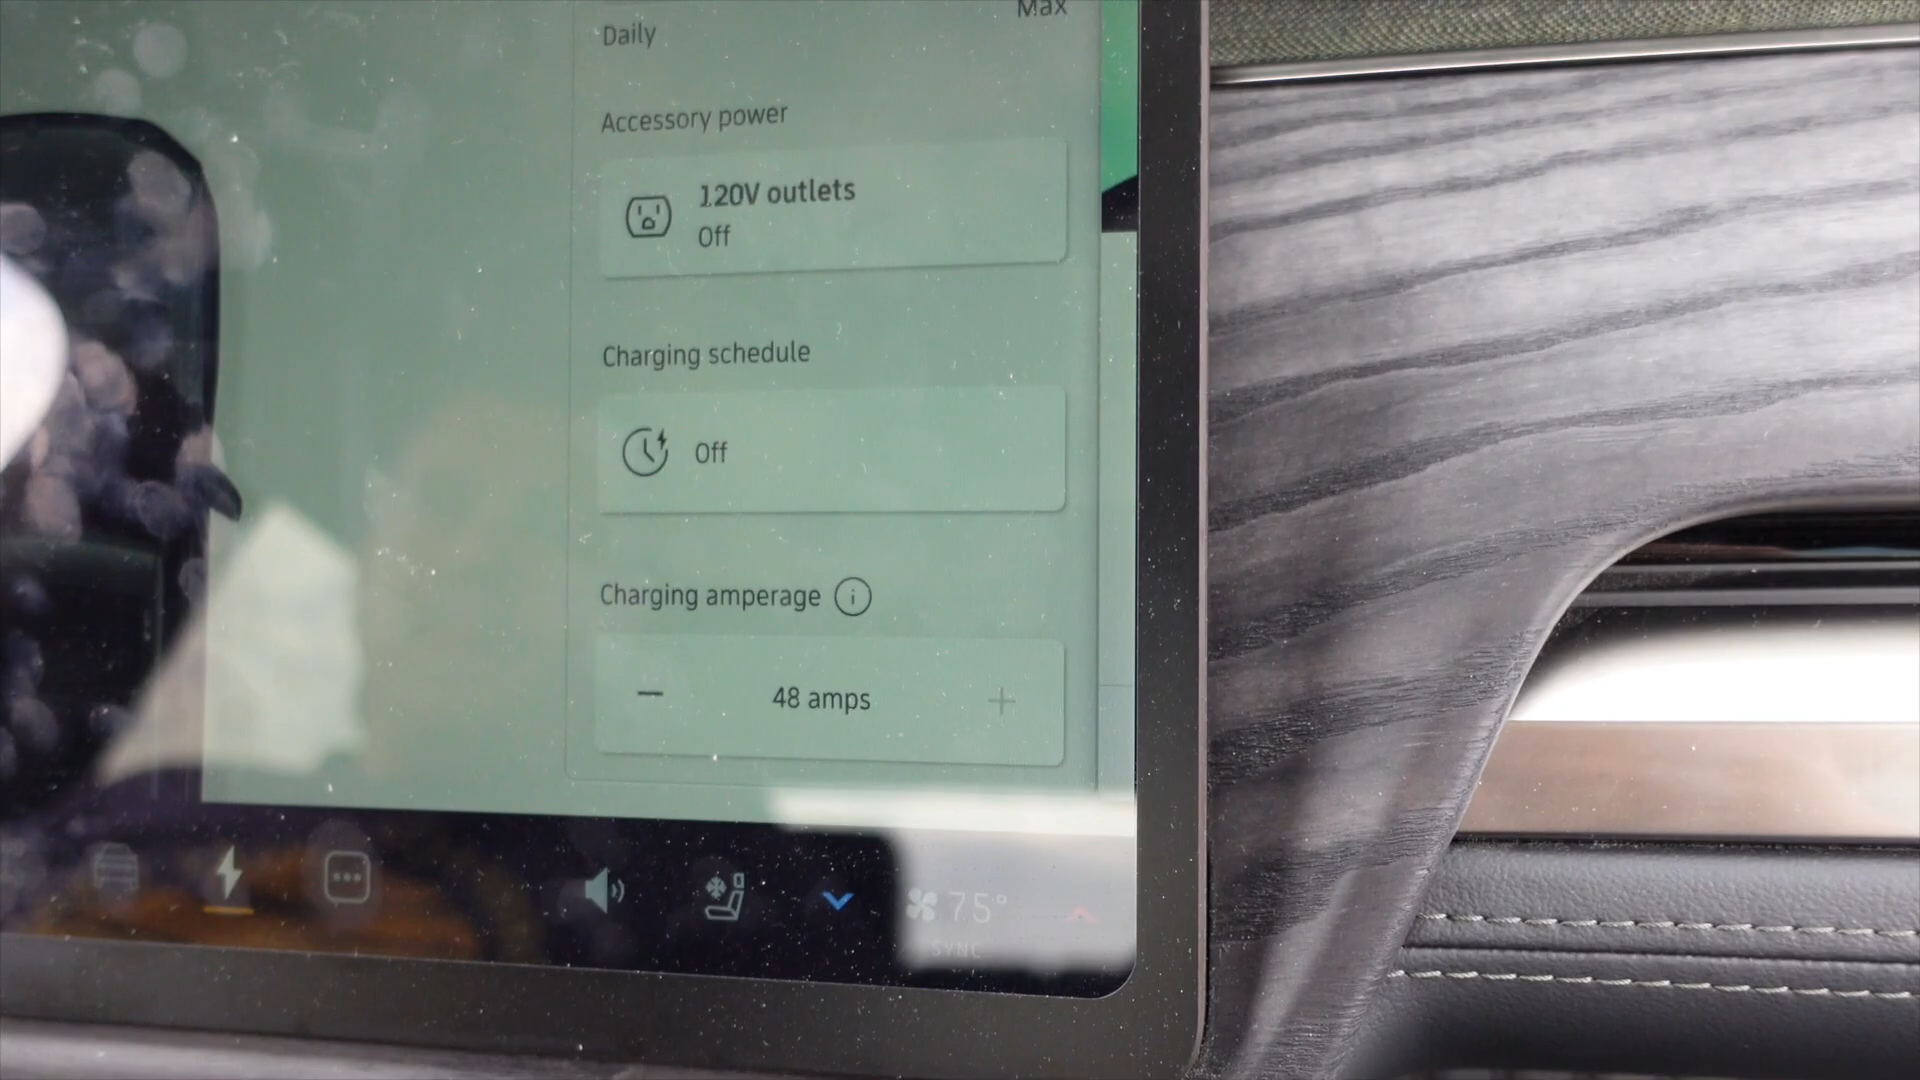 Max
Daily
Accessory power
120V outlets
Off
Charging schedule
Off
Charging amperage
48 amps
75°
SYNC